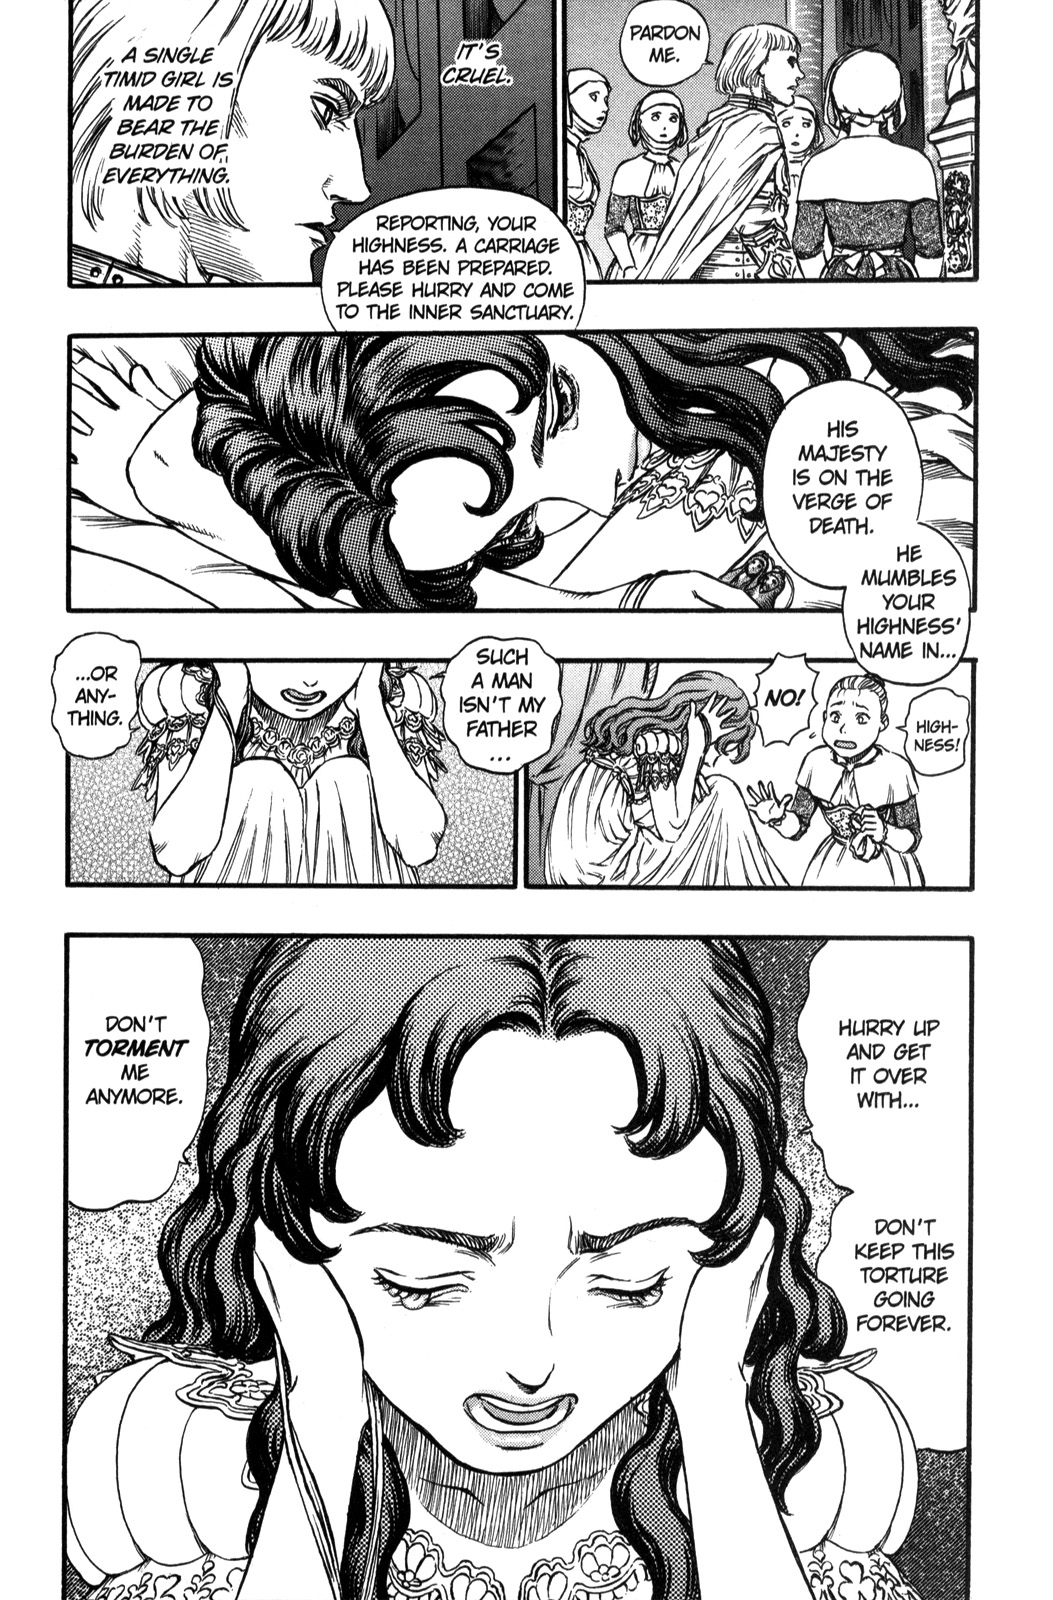 PARDON
ME.
IT'S
CRUEL.
A SINGLE
TIMID GIRL IS
MADE TO
BEAR THE
BURDEN OF
EVERYTHING.
REPORTING, YOUR
HIGHNESS. A CARRIAGE
HAS BEEN PREPARED.
PLEASE HURRY AND COME
TO THE INNER SANCTUARY.
HIS
MAJESTY
IS ON THE
VERGE OF
DEATH.
HE
MUMBLES
YOUR
HIGHNESS'
NAME IN...
HIGH-
NESS!
NO!
SUCH
A MAN
ISN'T MY
FATHER
...
...OR
ANY-
THING.
HURRY UP
AND GET
IT OVER
WITH...
DON'T
KEEP THIS
TORTURE
GOING
FOREVER.
DON'T
TORMENT
ME
ANYMORE.